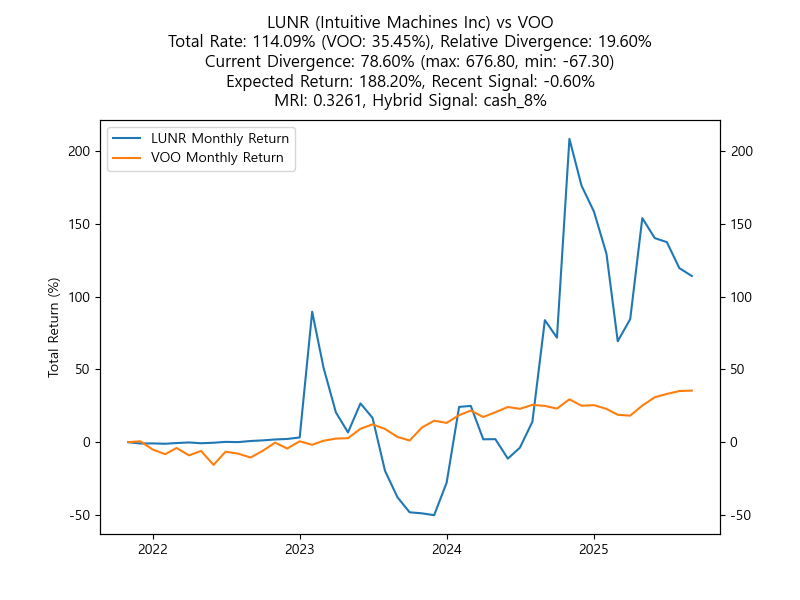 LUNR (Intuitive Machines Inc) vs VOO
Total Rate: 114.09% (VOO: 35.45%), Relative Divergence: 19.60%
Current Divergence: 78.60% (max: 676.80, min: -67.30)
Expected Return: 188.20%, Recent Signal: -0.60%
MRI: 0.3261, Hybrid Signal: cash_8%
LUNR Monthly Return
VOO Monthly Return
Total Return (%)
200
150
100
50
0
-50
200
150
100
50
0
-50
2022
2023
2024
2025